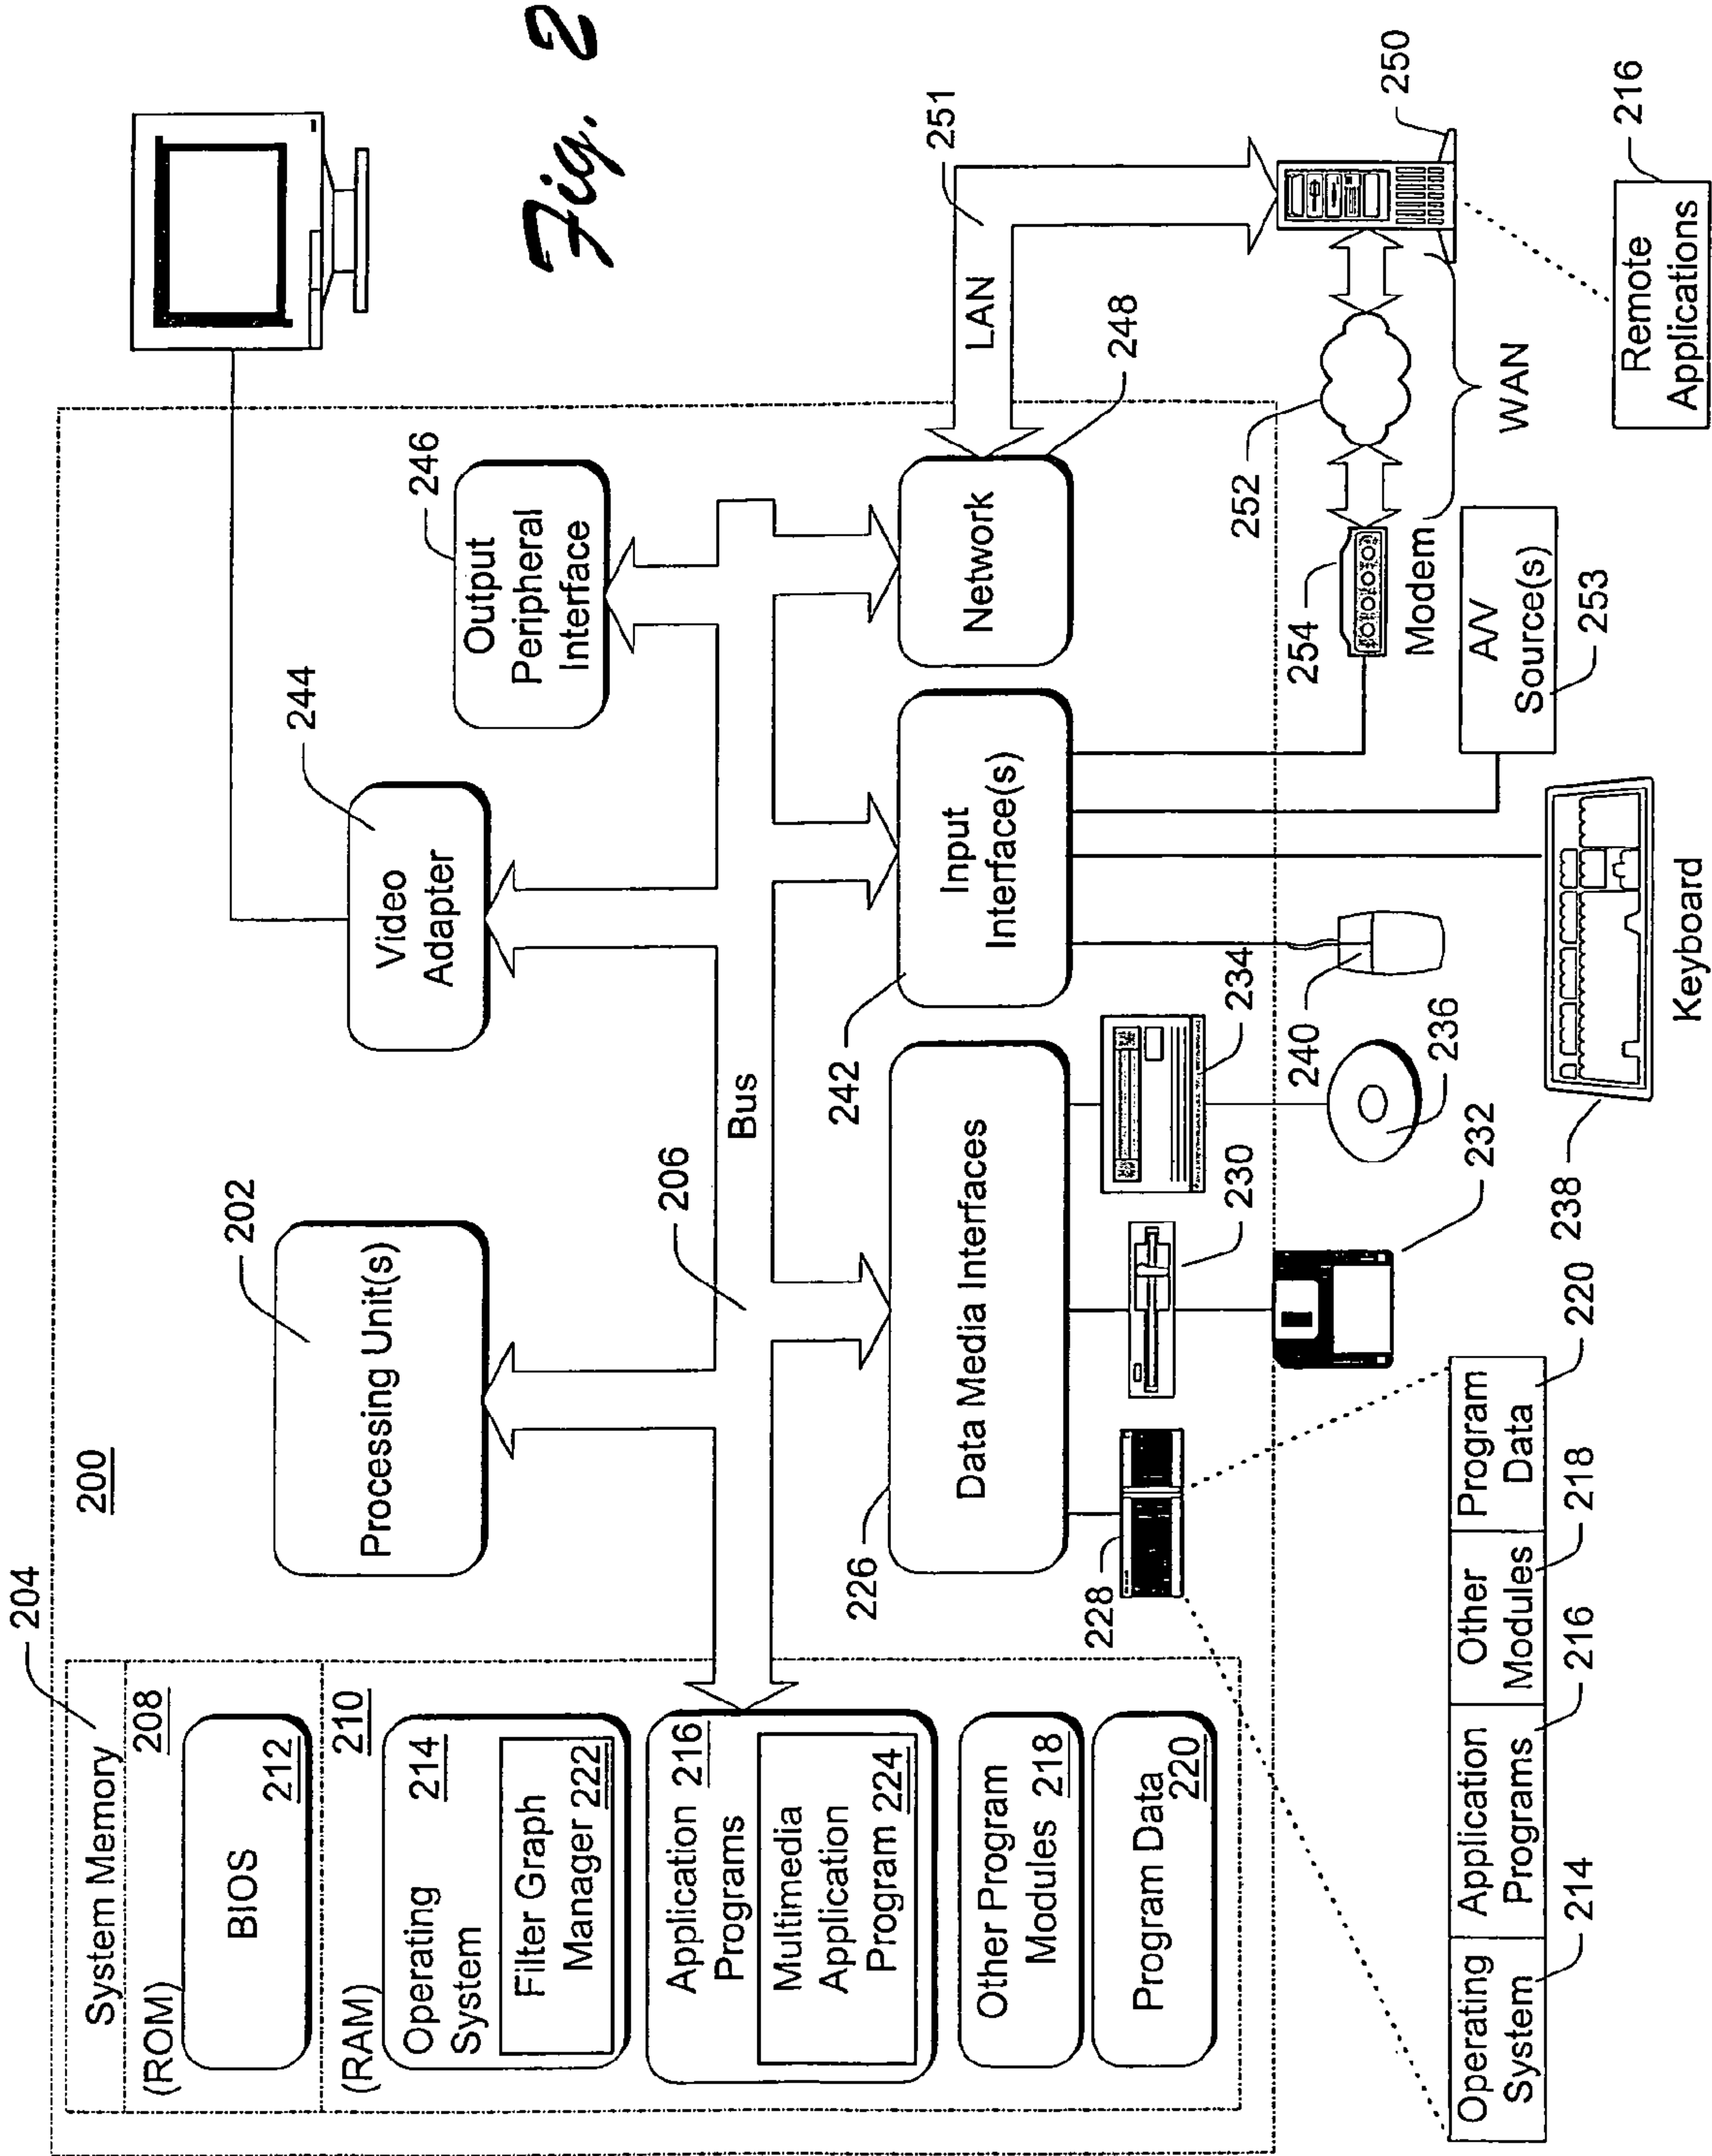 Fig. 2
200
204
System Memory
(ROM) 208
BIOS
212
(RAM) 210
Operating
System 214
Filter Graph
Manager 222
Application 216
Programs
Multimedia
Application
Program 224
Other Program
Modules 218
Program Data
220
202
Processing Unit(s)
206
Bus
244
Video
Adapter
246
Output
Peripheral
Interface
226
Data Media Interfaces
242
Input
Interface(s)
Network
248
LAN
251
228
230
234
232
236
240
254
252
250
Modem
WAN
A/V
Source(s)
253
238
Keyboard
Remote
Applications
216
Operating
System
Application
Programs
Other
Modules
Program
Data
214
216
218
220